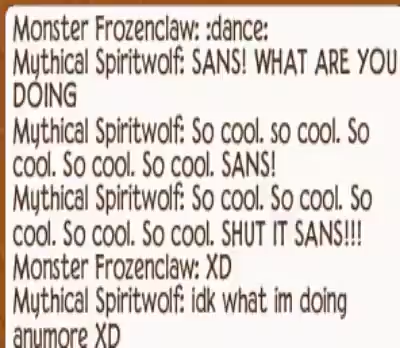 Monster Frozenclaw: :dance:
Mythical Spiritwolf: SANS! WHAT ARE YOU
DOING
Mythical Spiritwolf: So cool. so cool. So
cool. So cool. So cool. SANS!
Mythical Spiritwolf: So cool. So cool. So
cool. So cool. So cool. SHUT IT SANS!!!
Monster Frozenclaw: XD
Mythical Spiritwolf: idk what im doing
anymore XD